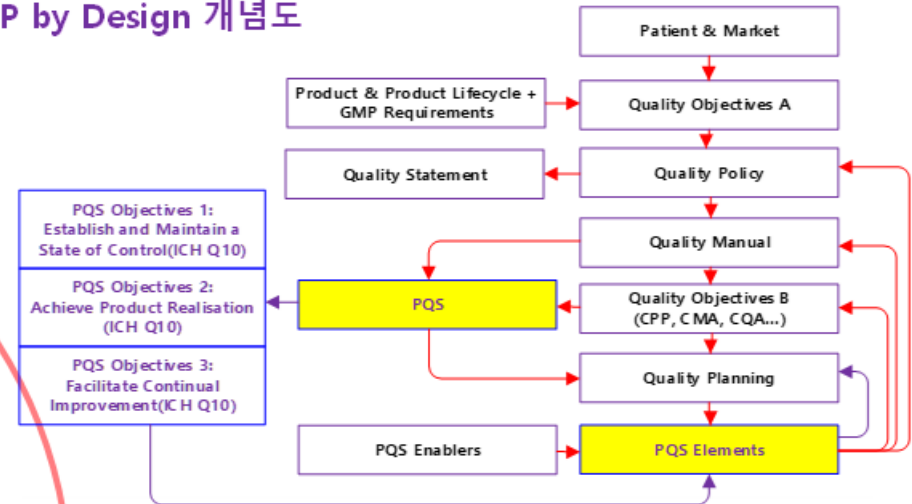 P by Design 개념도
Patient & Market
Product & Product Lifecycle +
GMP Requirements
Quality Objectives A
Quality Statement
Quality Policy
PQS Objectives 1:
Establish and Maintain a
State of Control(ICH Q10)
Quality Manual
PQS Objectives 2:
Achieve Product Realisation
(ICH Q10)
PQS
Quality Objectives B
(CPP, CMA, CQA...)
PQS Objectives 3:
Facilitate Continual
Improvement(ICH Q10)
Quality Planning
PQS Enablers
PQS Elements